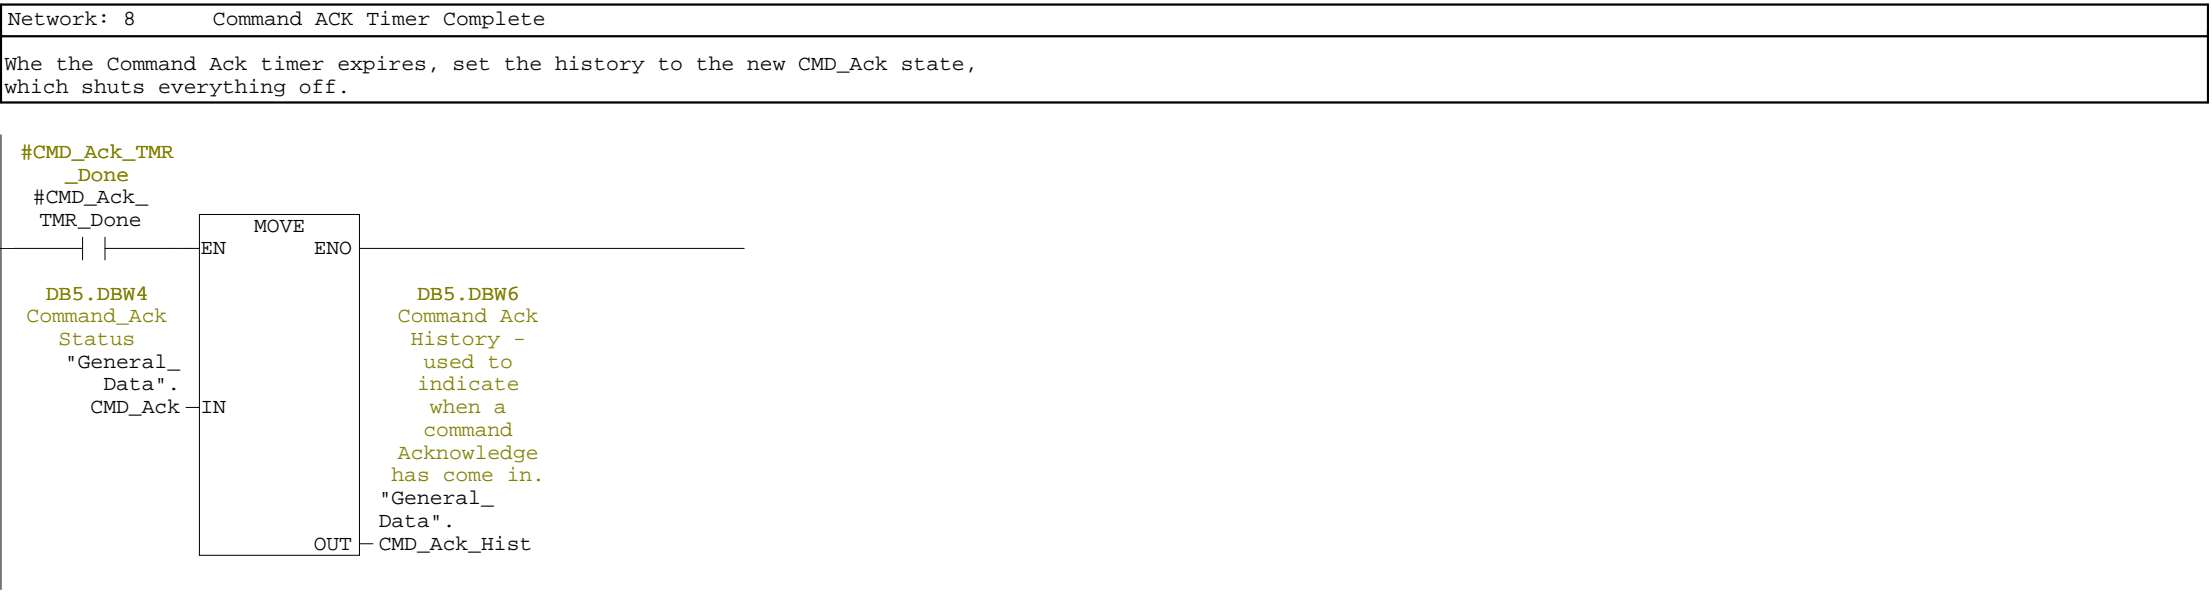 Network: 8 Command ACK Timer Complete
Whe the Command Ack timer expires, set the history to the new CMD_Ack state,
which shuts everything off.
#CMD_Ack_TMR
_Done
#CMD_Ack_
TMR_Done
MOVE
EN ENO
DB5.DBW4
Command_Ack
Status
"General_
Data".
CMD_Ack IN
DB5.DBW6
Command Ack
History -
used to
indicate
when a
command
Acknowledge
has come in.
"General_
Data".
OUT CMD_Ack_Hist